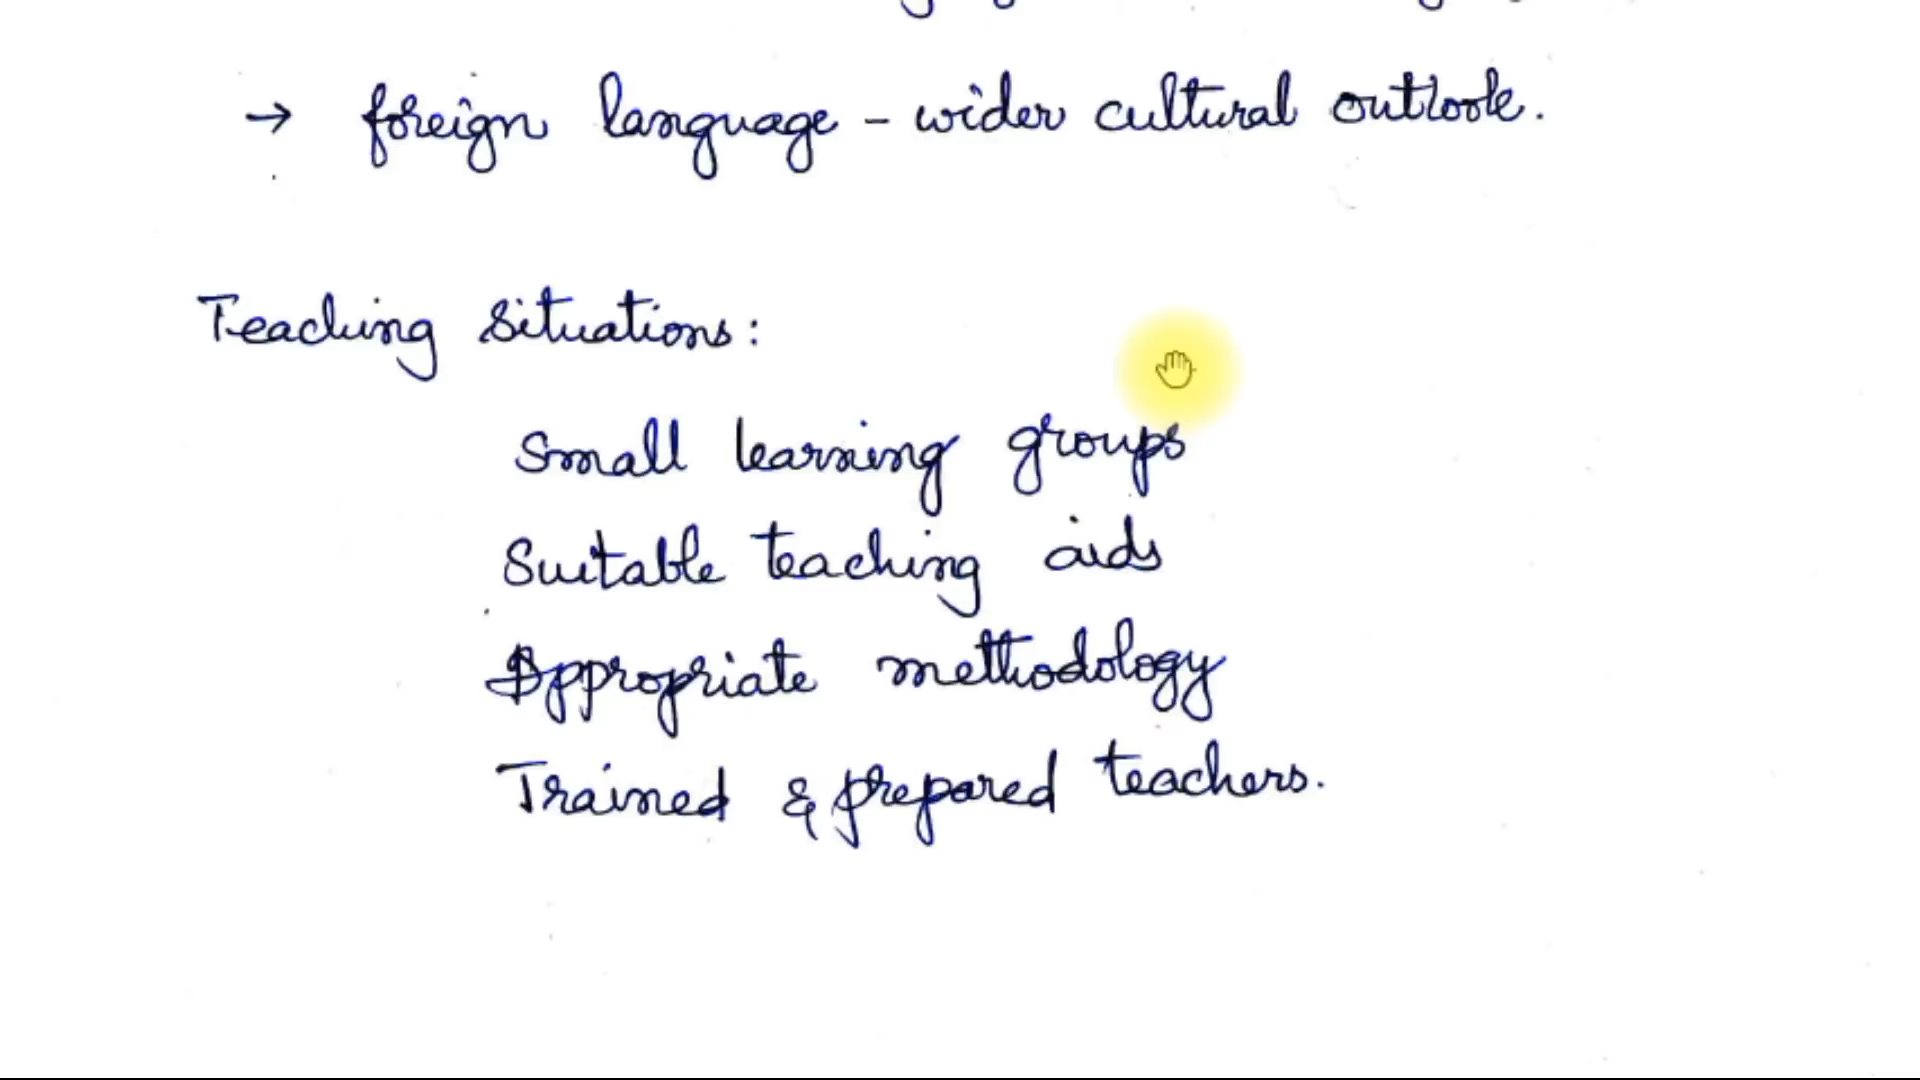 → foreign language - wider cultural outlook.
Teaching situations:
Small learning groups
Suitable teaching aids
Appropriate methodology
Trained & prepared teachers.